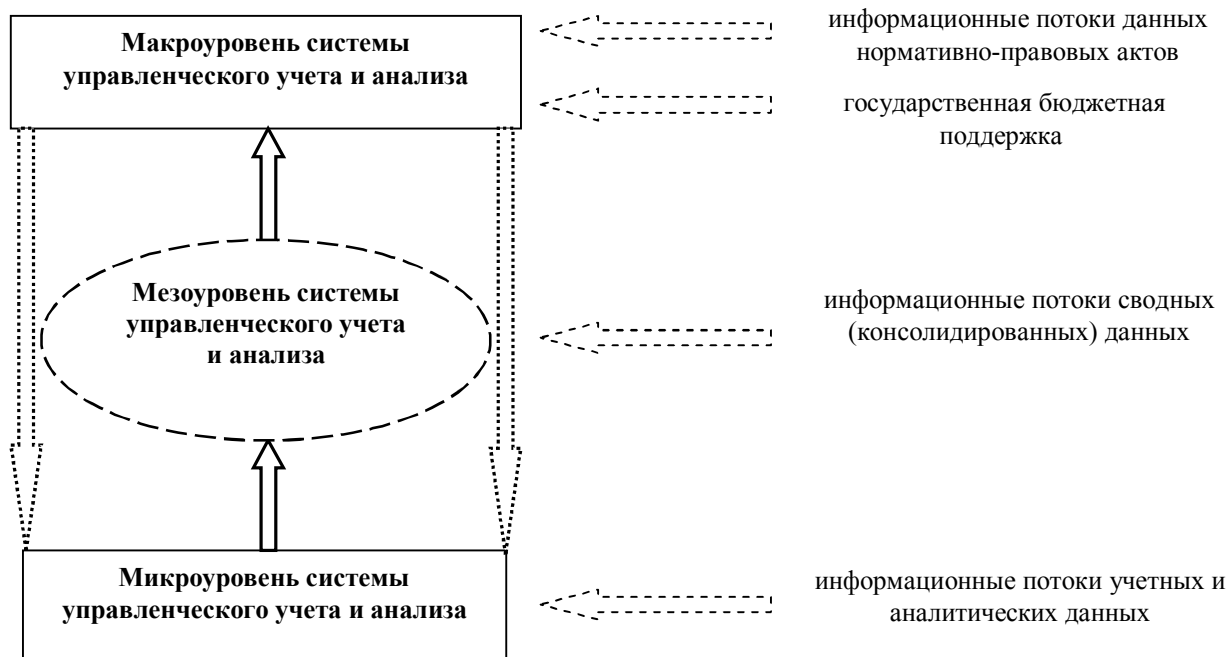 Макроуровень системы
управленческого учета и анализа
информационные потоки данных
нормативно-правовых актов
государственная бюджетная
поддержка
Мезоуровень системы
управленческого учета
и анализа
информационные потоки сводных
(консолидированных) данных
Микроуровень системы
управленческого учета и анализа
информационные потоки учетных и
аналитических данных